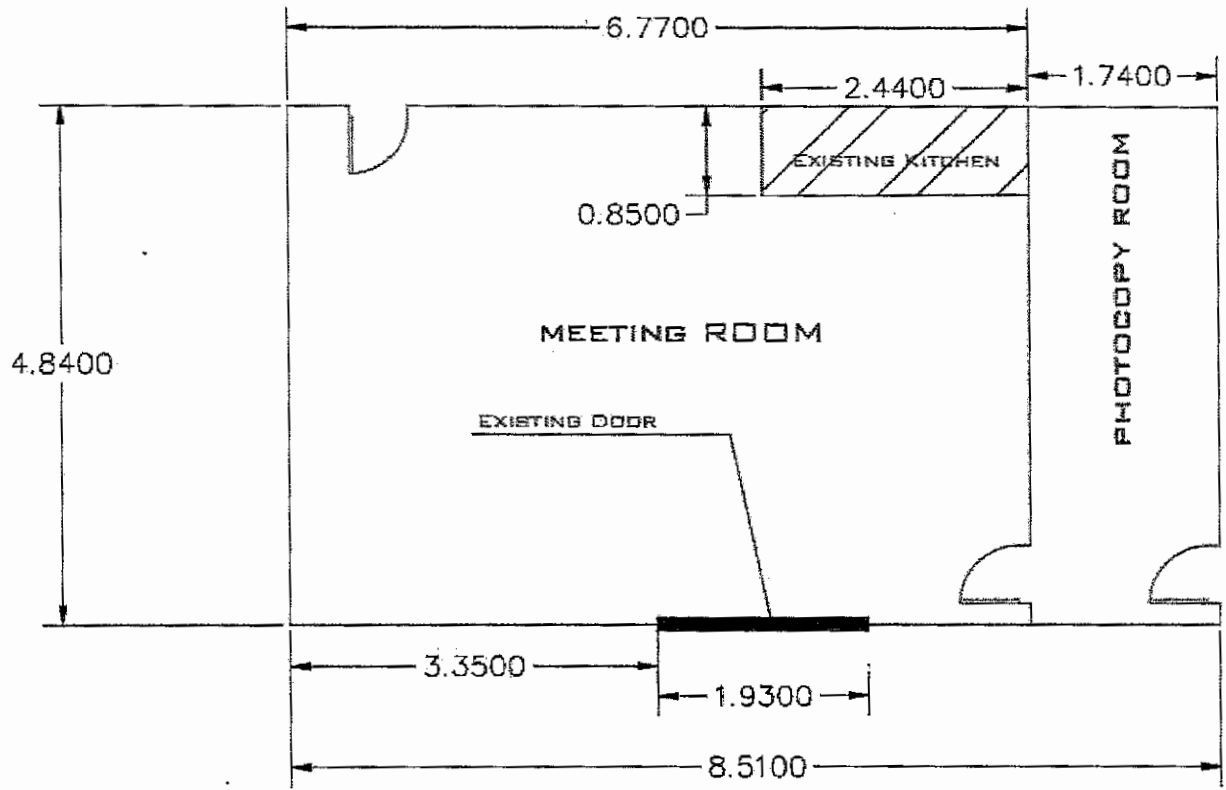 6.7700
2.4400
1.7400
EXISTING KITCHEN
0.8500
PHOTOCOPY ROOM
MEETING ROOM
4.8400
EXISTING DOOR
3.3500
1.9300
8.5100